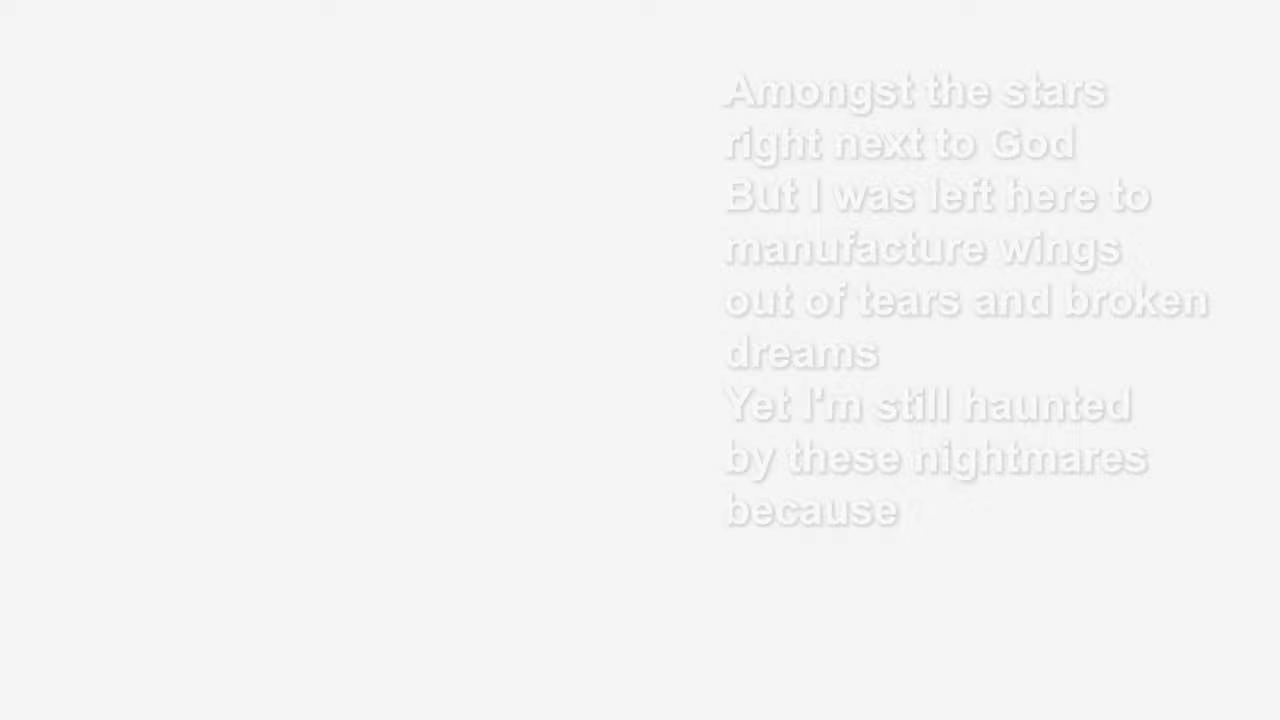 Amongst the stars
right next to God
But I was left here to
manufacture wings
out of tears and broken
dreams
Yet I'm still haunted
by these nightmares
because